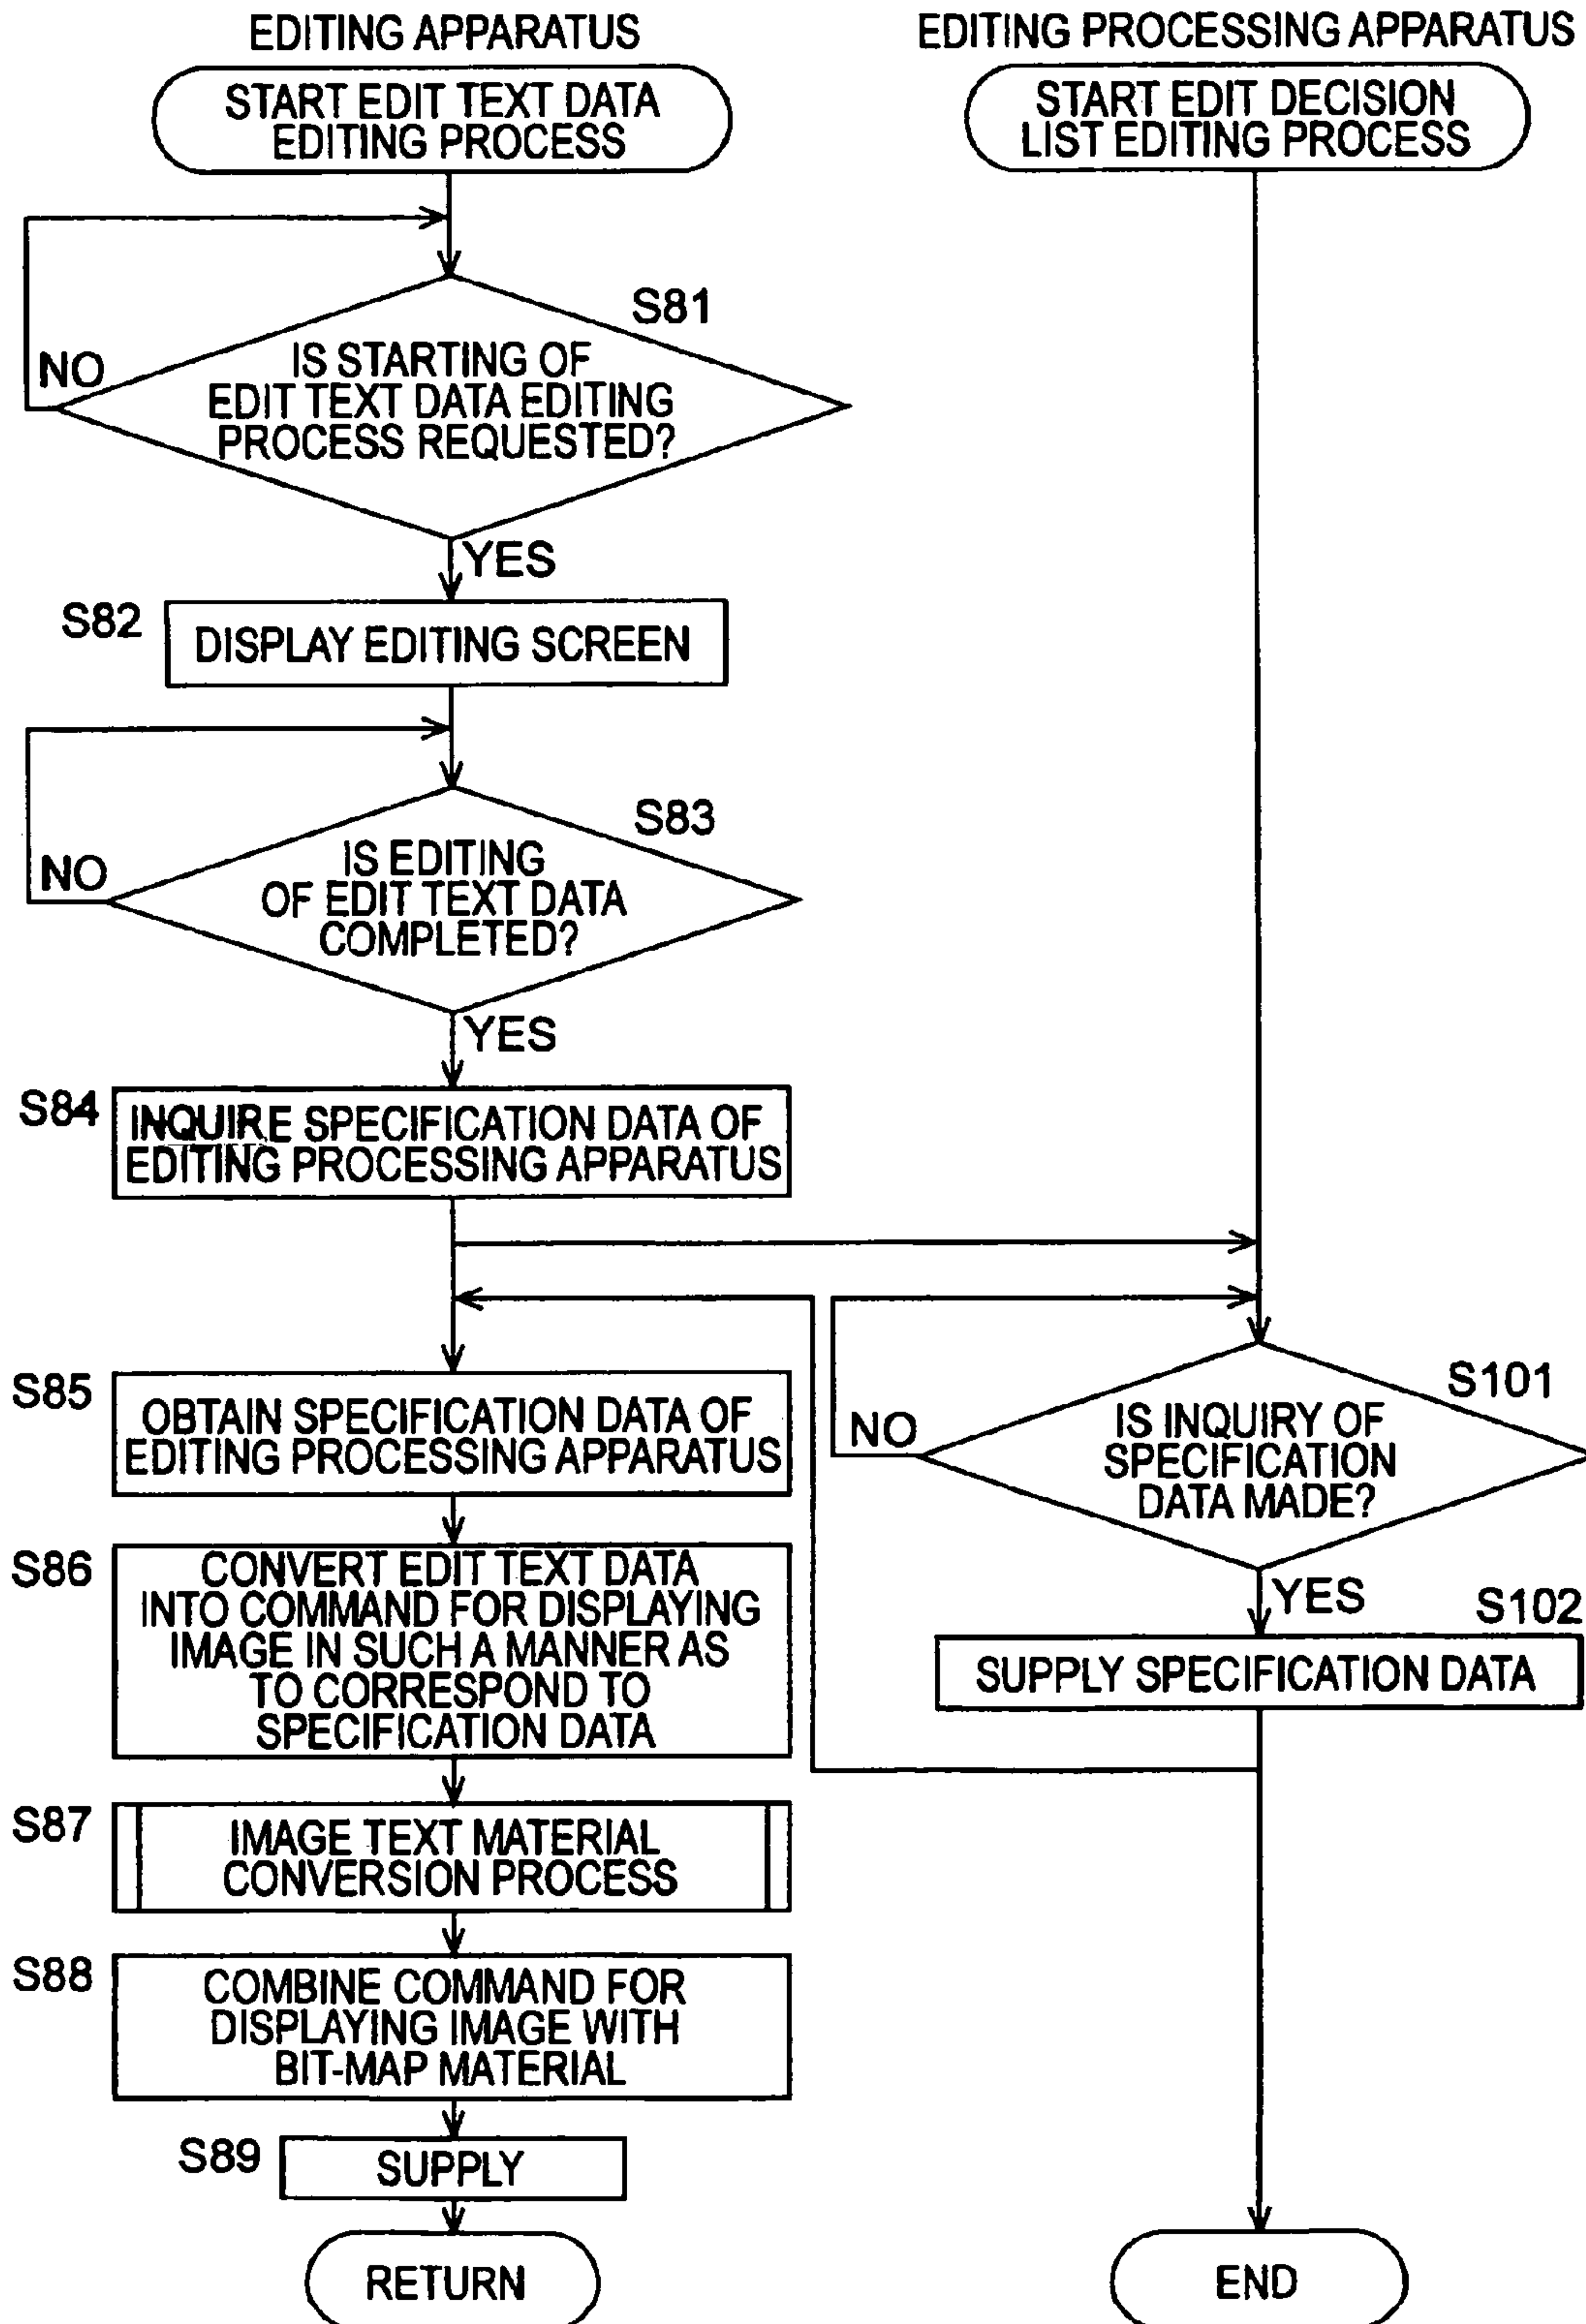 EDITING APPARATUS
START EDIT TEXT DATA
EDITING PROCESS
S81
IS STARTING OF
EDIT TEXT DATA EDITING
PROCESS REQUESTED?
NO
YES
S82
DISPLAY EDITING SCREEN
S83
IS EDITING
OF EDIT TEXT DATA
COMPLETED?
NO
YES
S84
INQUIRE SPECIFICATION DATA OF
EDITING PROCESSING APPARATUS
S85
OBTAIN SPECIFICATION DATA OF
EDITING PROCESSING APPARATUS
S86
CONVERT EDIT TEXT DATA
INTO COMMAND FOR DISPLAYING
IMAGE IN SUCH A MANNER AS
TO CORRESPOND TO
SPECIFICATION DATA
S87
IMAGE TEXT MATERIAL
CONVERSION PROCESS
S88
COMBINE COMMAND FOR
DISPLAYING IMAGE WITH
BIT-MAP MATERIAL
S89
SUPPLY
RETURN
EDITING PROCESSING APPARATUS
START EDIT DECISION
LIST EDITING PROCESS
S101
IS INQUIRY OF
SPECIFICATION
DATA MADE?
NO
YES
S102
SUPPLY SPECIFICATION DATA
END